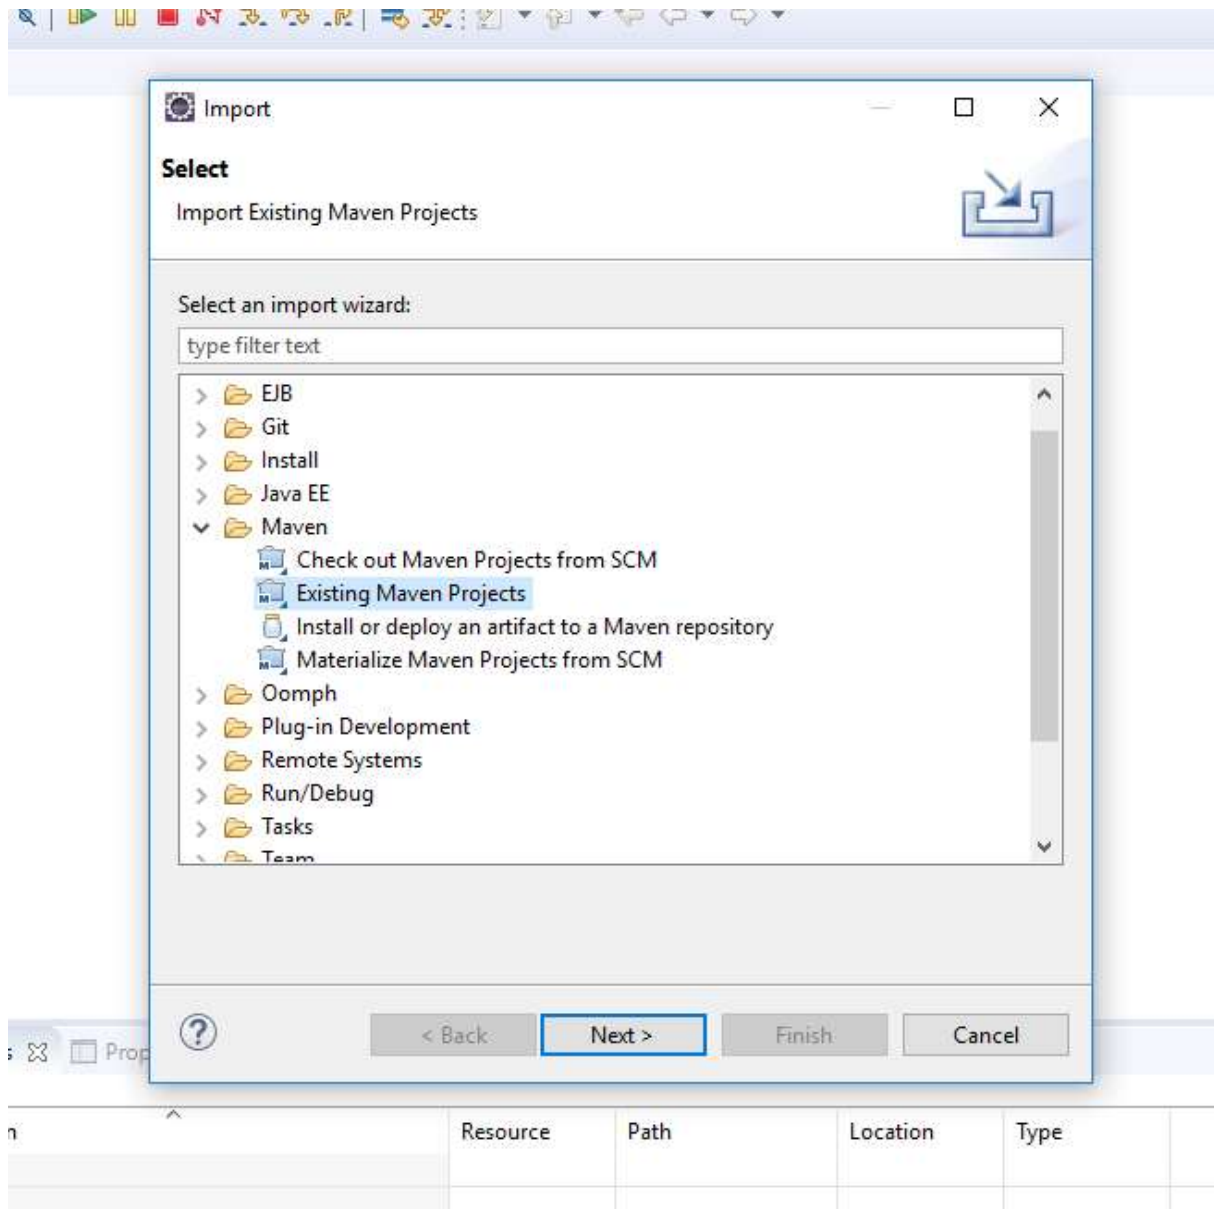 Import
Select
Import Existing Maven Projects
Select an import wizard:
type filter text
EJB
Git
Install
Java EE
Maven
Check out Maven Projects from SCM
Existing Maven Projects
Install or deploy an artifact to a Maven repository
Materialize Maven Projects from SCM
Oomph
Plug-in Development
Remote Systems
Run/Debug
Tasks
Team
< Back Next > Finish Cancel
s Prop
n Resource Path Location Type